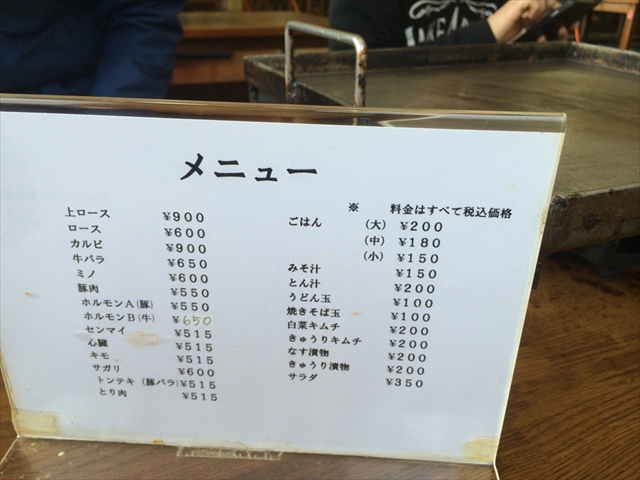 メニュー
上ロース ¥900
ロース ¥600
カルビ ¥900
牛バラ ¥650
ミノ ¥600
豚肉 ¥550
ホルモンA(豚) ¥550
ホルモンB(牛) ¥650
センマイ ¥515
心臓 ¥515
キモ ¥515
サガリ ¥600
トンテキ(豚バラ) ¥515
とり肉 ¥515
※ 料金はすべて税込価格
ごはん (大) ¥200
(中) ¥180
(小) ¥150
みそ汁 ¥150
とん汁 ¥200
うどん玉 ¥100
焼きそば玉 ¥100
白菜キムチ ¥200
きゅうりキムチ ¥200
なす漬物 ¥200
きゅうり漬物 ¥200
サラダ ¥350